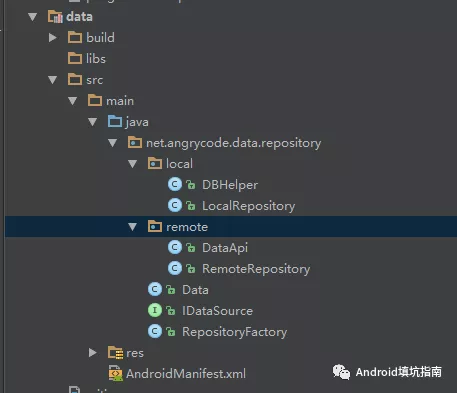 data
build
libs
src
main
java
net.angrycode.data.repository
local
DBHelper
LocalRepository
remote
DataApi
RemoteRepository
Data
IDataSource
RepositoryFactory
res
AndroidManifest.xml
Android填坑指南